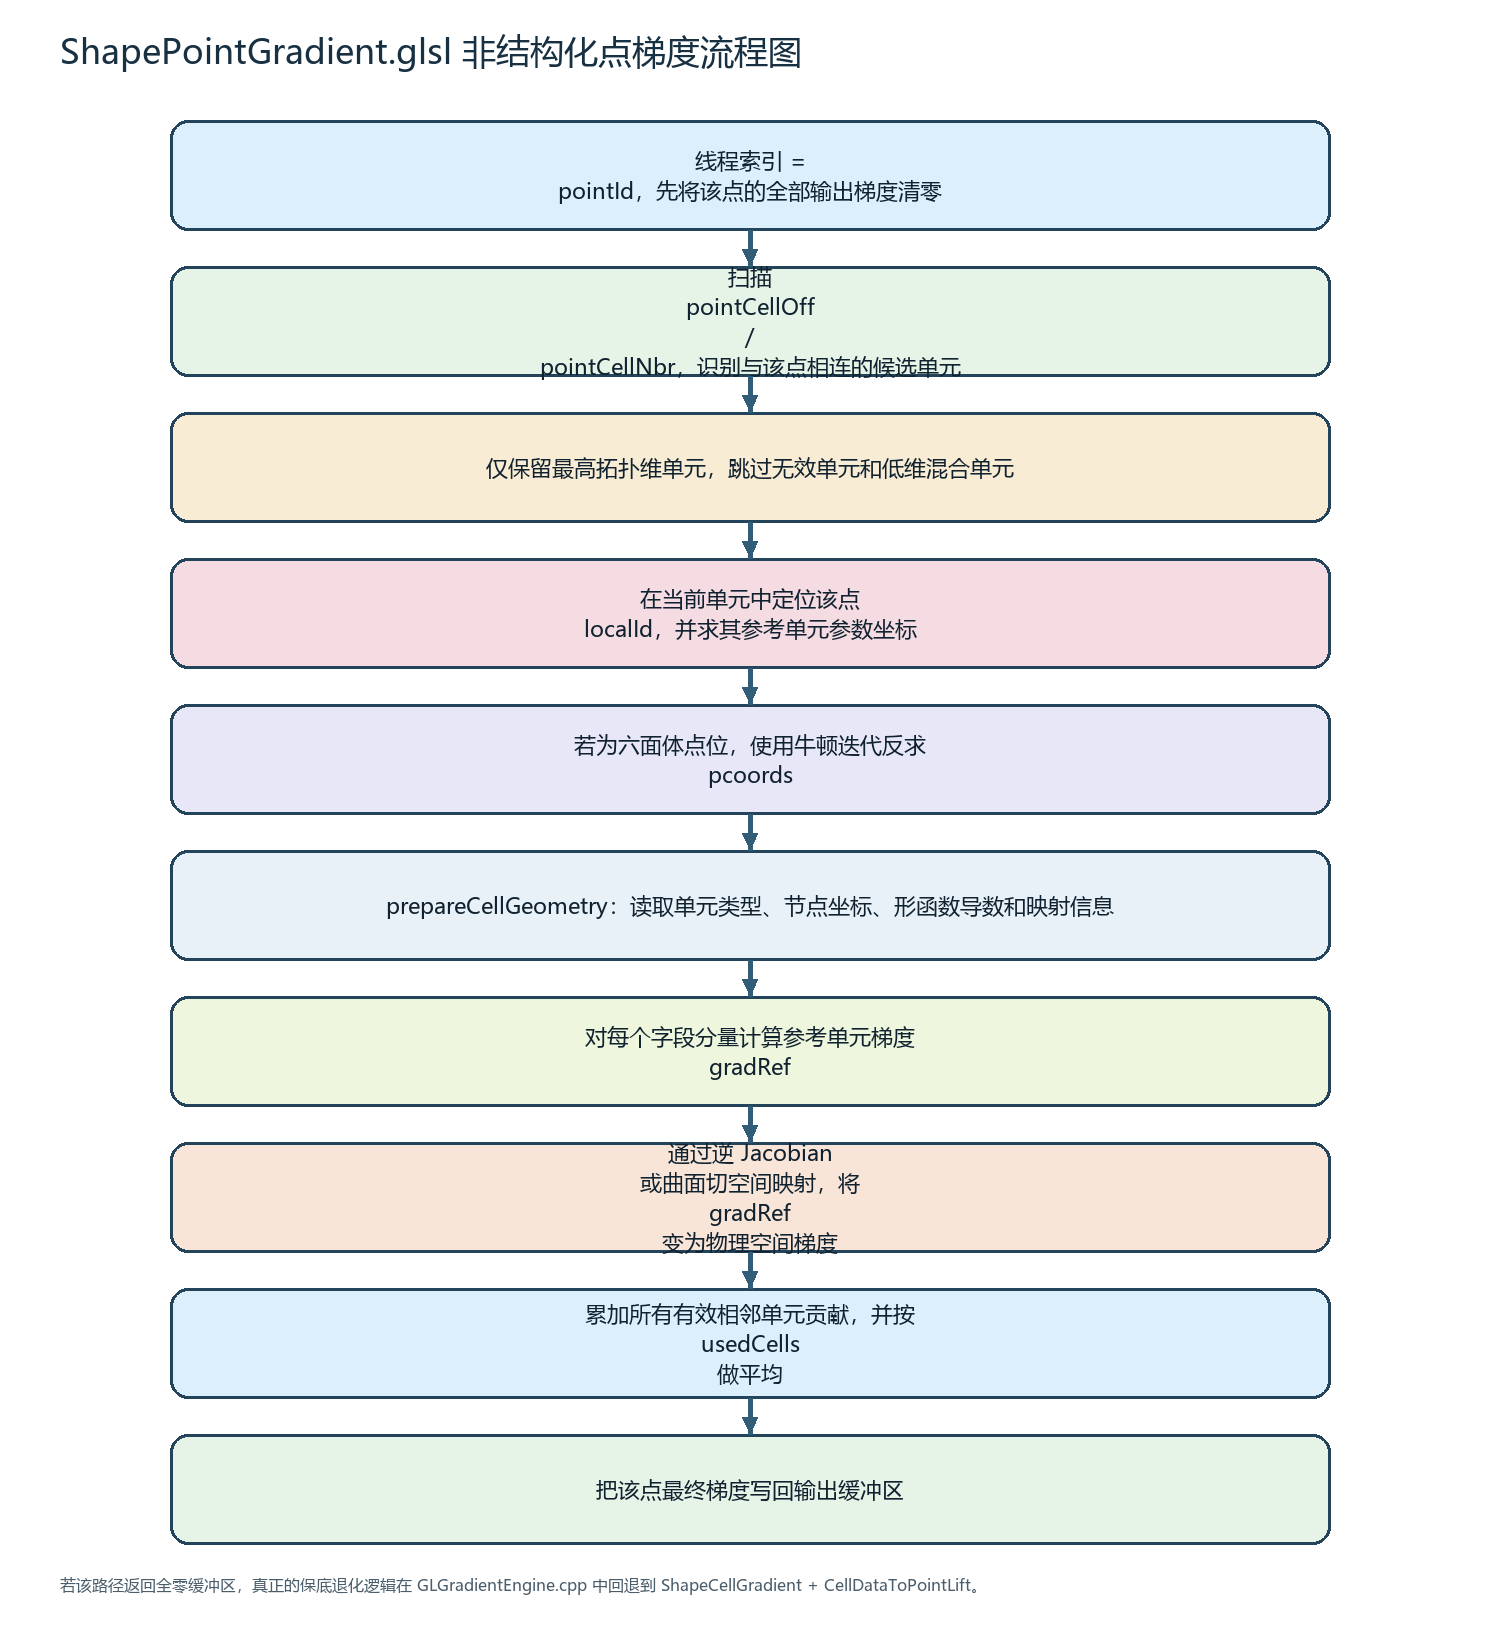 ShapePointGradient.glsl 非结构化点梯度流程图
线程索引 =
pointId，先将该点的全部输出梯度清零
扫描
pointCellOff
/
pointCellNbr，识别与该点相连的候选单元
仅保留最高拓扑维单元，跳过无效单元和低维混合单元
在当前单元中定位该点
localId，并求其参考单元参数坐标
若为六面体点位，使用牛顿迭代反求
pcoords
prepareCellGeometry：读取单元类型、节点坐标、形函数导数和映射信息
对每个字段分量计算参考单元梯度
gradRef
通过逆 Jacobian
或曲面切空间映射，将
gradRef
变为物理空间梯度
累加所有有效相邻单元贡献，并按
usedCells
做平均
把该点最终梯度写回输出缓冲区
若该路径返回全零缓冲区，真正的保底退化逻辑在 GLGradientEngine.cpp 中回退到 ShapeCellGradient + CellDataToPointLift。